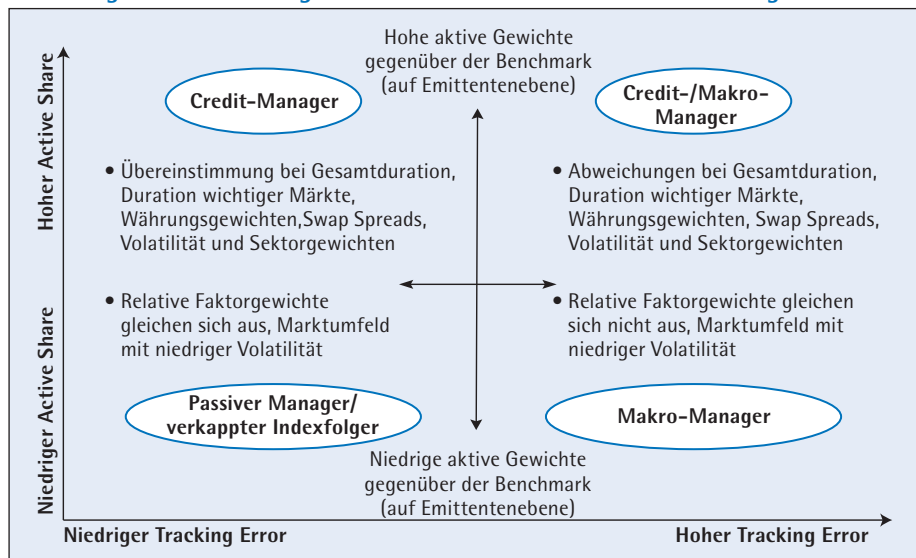 Hohe aktive Gewichte
gegenüber der Benchmark
(auf Emittentenebene)
Hoher Active Share
Niedriger Active Share
Credit-Manager
Credit-/Makro-
Manager
• Übereinstimmung bei Gesamtduration,
Duration wichtiger Märkte,
Währungsgewichten,Swap Spreads,
Volatilität und Sektorgewichten
• Abweichungen bei Gesamtduration,
Duration wichtiger Märkte,
Währungsgewichten, Swap Spreads,
Volatilität und Sektorgewichten
• Relative Faktorgewichte
gleichen sich aus, Marktumfeld
mit niedriger Volatilität
• Relative Faktorgewichte gleichen
sich nicht aus, Marktumfeld mit
niedriger Volatilität
Passiver Manager/
verkappter Indexfolger
Makro-Manager
Niedrige aktive Gewichte
gegenüber der Benchmark
(auf Emittentenebene)
Niedriger Tracking Error
Hoher Tracking Error